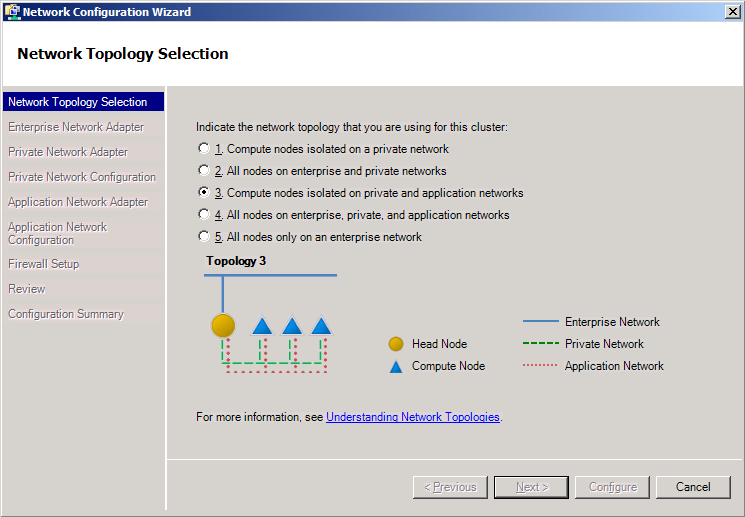 Network Configuration Wizard
Network Topology Selection
Network Topology Selection
Enterprise Network Adapter
Private Network Adapter
Private Network Configuration
Application Network Adapter
Application Network
Configuration
Firewall Setup
Review
Configuration Summary
Indicate the network topology that you are using for this cluster:
1. Compute nodes isolated on a private network
2. All nodes on enterprise and private networks
3. Compute nodes isolated on private and application networks
4. All nodes on enterprise, private, and application networks
5. All nodes only on an enterprise network
Topology 3
Head Node
Compute Node
Enterprise Network
Private Network
Application Network
For more information, see Understanding Network Topologies.
< Previous
Next >
Configure
Cancel